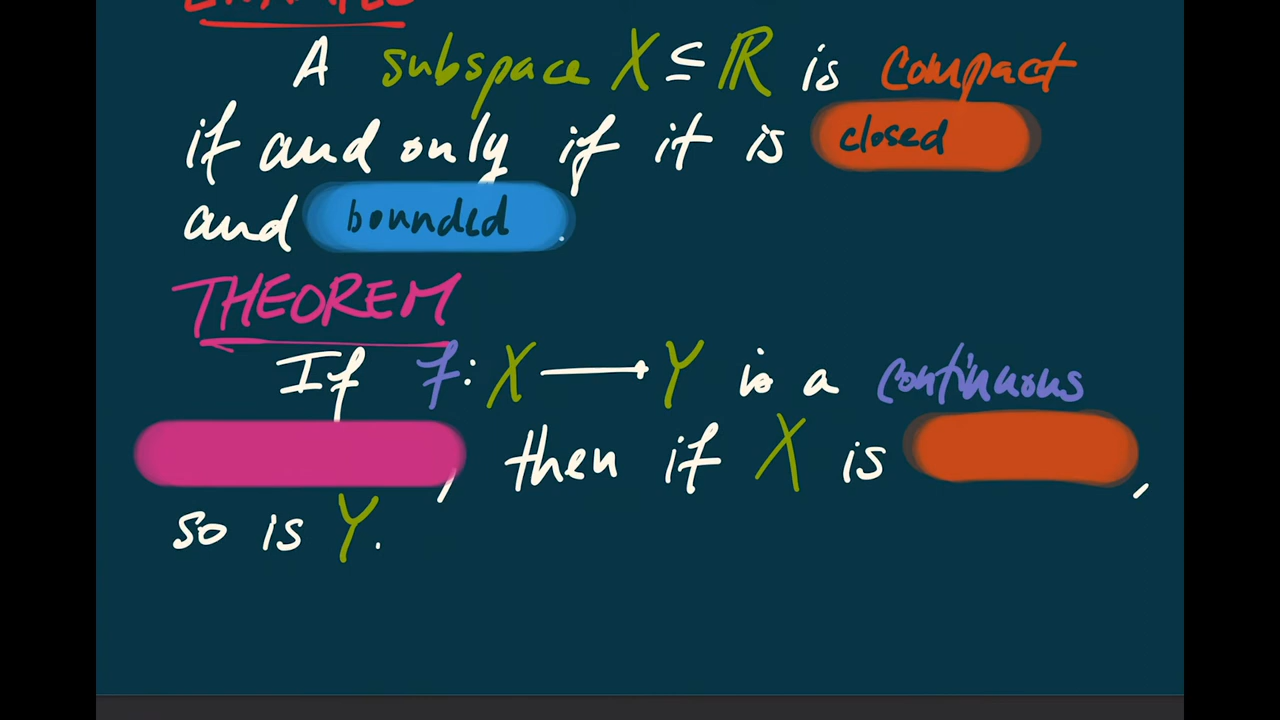 EXAMPLE
A subspace X ⊆ ℝ is compact
if and only if it is closed
and bounded.
THEOREM
If f: X ⟶ Y is a continuous
, then if X is ,
so is Y.